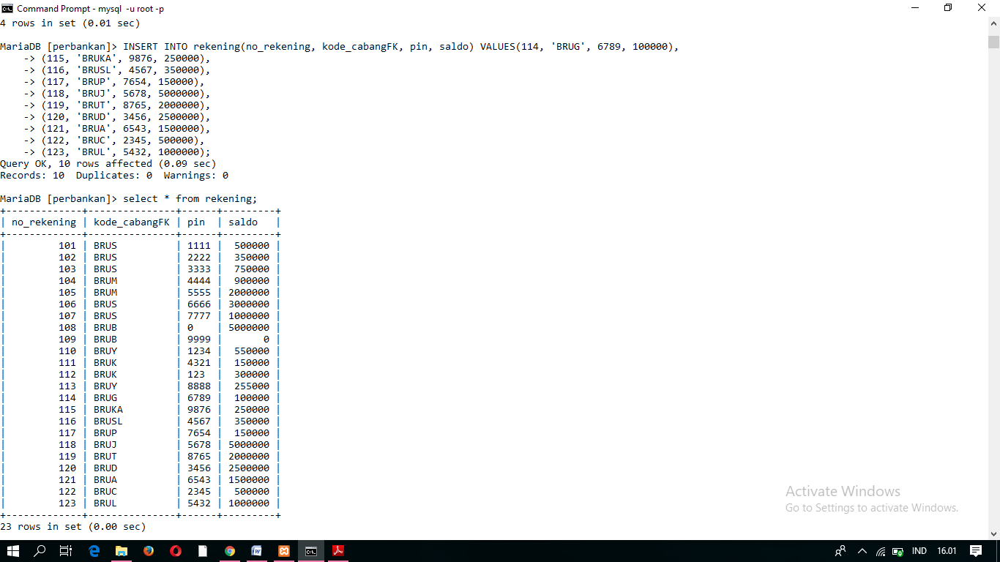 Command Prompt - mysql -u root -p
4 rows in set (0.01 sec)
MariaDB [perbankan]> INSERT INTO rekening(no_rekening, kode_cabangFK, pin, saldo) VALUES(114, 'BRUG', 6789, 100000),
-> (115, 'BRUKA', 9876, 250000),
-> (116, 'BRUSL', 4567, 350000),
-> (117, 'BRUP', 7654, 150000),
-> (118, 'BRUJ', 5678, 5000000),
-> (119, 'BRUT', 8765, 2000000),
-> (120, 'BRUD', 3456, 2500000),
-> (121, 'BRUA', 6543, 1500000),
-> (122, 'BRUC', 2345, 500000),
-> (123, 'BRUL', 5432, 1000000);
Query OK, 10 rows affected (0.09 sec)
Records: 10  Duplicates: 0  Warnings: 0
MariaDB [perbankan]> select * from rekening;
+-------------+---------------+------+---------+
| no_rekening | kode_cabangFK | pin  | saldo   |
+-------------+---------------+------+---------+
|         101 | BRUS          | 1111 |  500000 |
|         102 | BRUS          | 2222 |  350000 |
|         103 | BRUS          | 3333 |  750000 |
|         104 | BRUM          | 4444 |  900000 |
|         105 | BRUM          | 5555 | 2000000 |
|         106 | BRUS          | 6666 | 3000000 |
|         107 | BRUS          | 7777 | 1000000 |
|         108 | BRUB          | 0    | 5000000 |
|         109 | BRUB          | 9999 |       0 |
|         110 | BRUY          | 1234 |  550000 |
|         111 | BRUK          | 4321 |  150000 |
|         112 | BRUK          | 123  |  300000 |
|         113 | BRUY          | 8888 |  255000 |
|         114 | BRUG          | 6789 |  100000 |
|         115 | BRUKA         | 9876 |  250000 |
|         116 | BRUSL         | 4567 |  350000 |
|         117 | BRUP          | 7654 |  150000 |
|         118 | BRUJ          | 5678 | 5000000 |
|         119 | BRUT          | 8765 | 2000000 |
|         120 | BRUD          | 3456 | 2500000 |
|         121 | BRUA          | 6543 | 1500000 |
|         122 | BRUC          | 2345 |  500000 |
|         123 | BRUL          | 5432 | 1000000 |
+-------------+---------------+------+---------+
23 rows in set (0.00 sec)
Activate Windows
Go to Settings to activate Windows.
IND 16.01